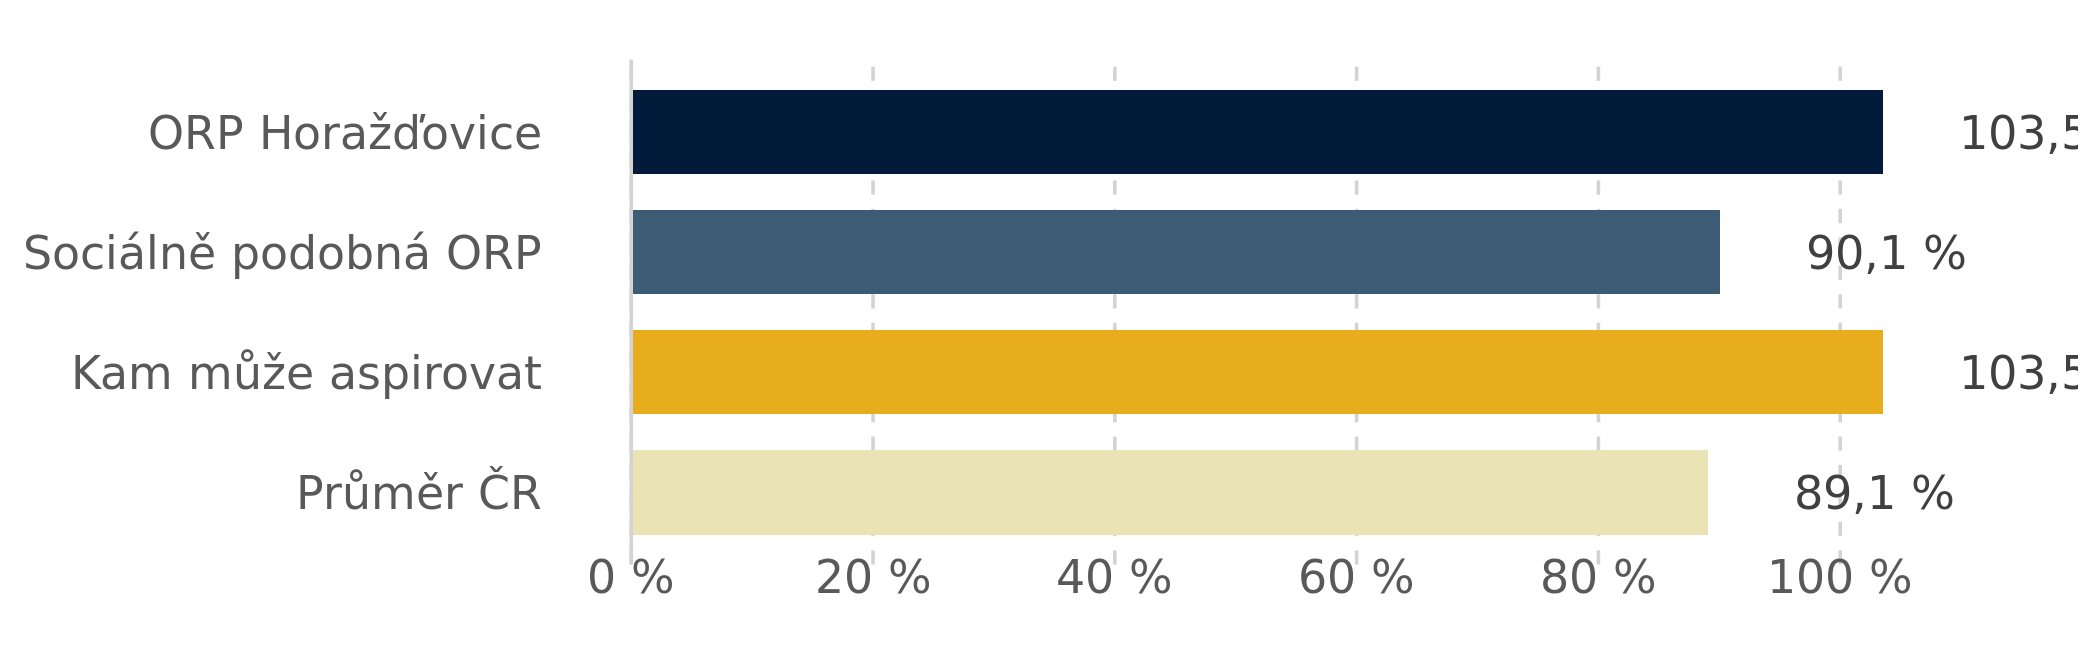 ORP Horažďovice 103,5
Sociálně podobná ORP 90,1 %
Kam může aspirovat 103,5
Průměr ČR 89,1 %
0 % 20 % 40 % 60 % 80 % 100 %